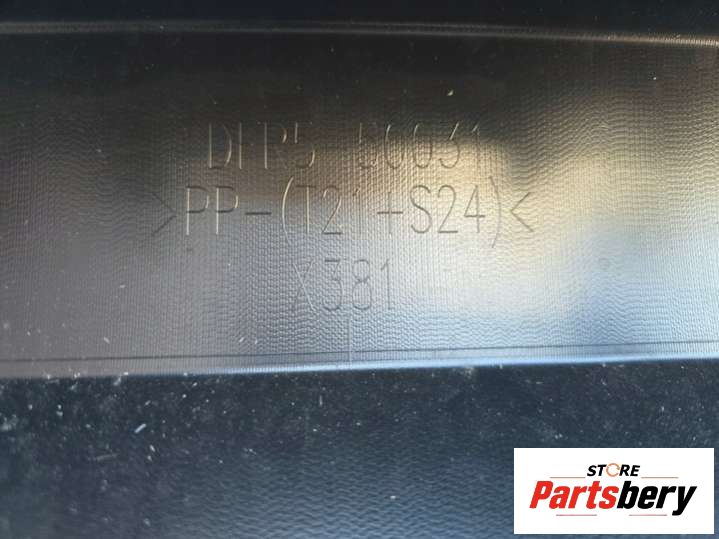 DFR5-50031
>PP-(T21+S24)<
X381
STORE
Partsbery